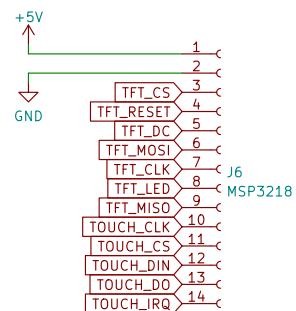 +5V
1
2
GND
TFT_CS 3
TFT_RESET 4
TFT_DC 5
TFT_MOSI 6
TFT_CLK 7
J6
TFT_LED 8
MSP3218
TFT_MISO 9
TOUCH_CLK 10
TOUCH_CS 11
TOUCH_DIN 12
TOUCH_DO 13
TOUCH_IRQ 14